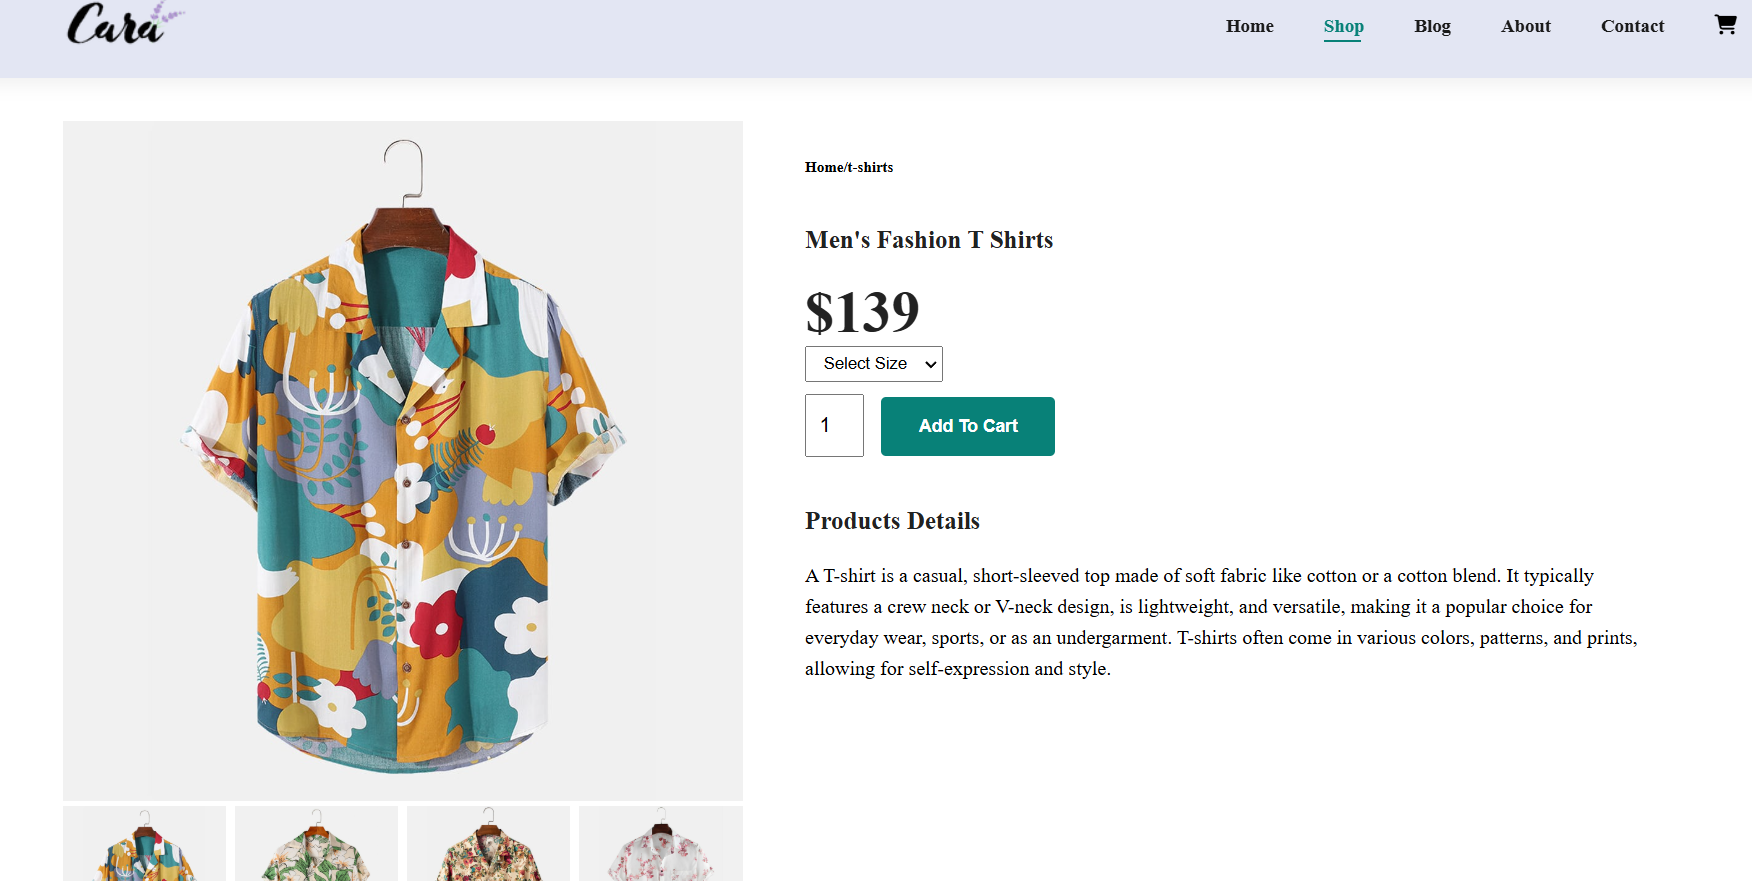 Cara
Home Shop Blog About Contact
Home/t-shirts
Men's Fashion T Shirts
$139
Select Size
1 Add To Cart
Products Details
A T-shirt is a casual, short-sleeved top made of soft fabric like cotton or a cotton blend. It typically
features a crew neck or V-neck design, is lightweight, and versatile, making it a popular choice for
everyday wear, sports, or as an undergarment. T-shirts often come in various colors, patterns, and prints,
allowing for self-expression and style.